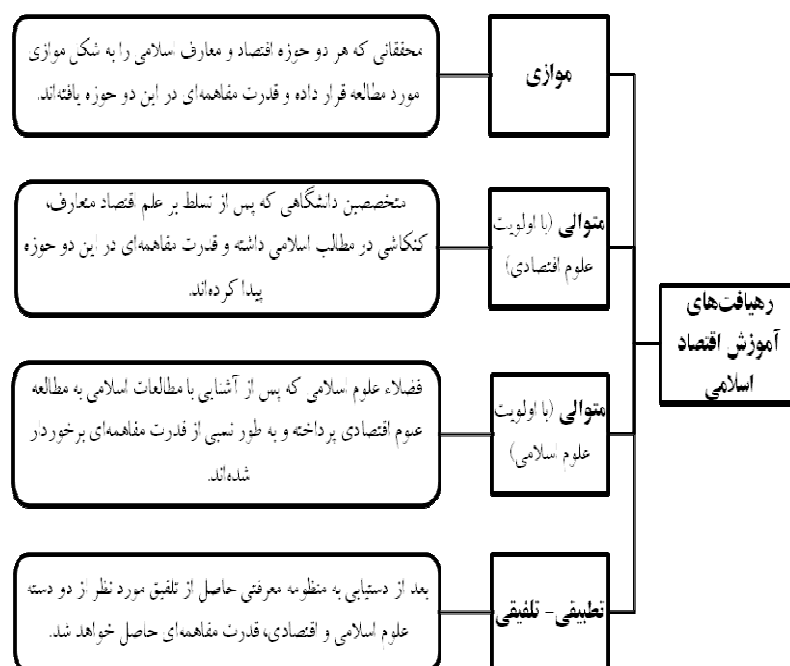 رهیافت‌های
آموزش اقتصاد
اسلامی
موازی
محققانی که هر دو حوزه اقتصاد و معارف اسلامی را به شکل موازی
مورد مطالعه قرار داده و قدرت مفاهمه‌ای در این دو حوزه یافته‌اند.
متوالی (با اولویت
علوم اقتصادی)
متخصصین دانشگاهی که پس از تسلط بر علم اقتصاد متعارف،
کنکاشی در مطالب اسلامی داشته و قدرت مفاهمه‌ای در این دو حوزه
پیدا کرده‌اند.
متوالی (با اولویت
علوم اسلامی)
فضلاء علوم اسلامی که پس از آشنایی با مطالعات اسلامی به مطالعه
علوم اقتصادی پرداخته و به طور نسبی از قدرت مفاهمه‌ای برخوردار
شده‌اند.
تطبیقی- تلفیقی
بعد از دستیابی به منظومه معرفتی حاصل از تلفیق مورد نظر از دو دسته
علوم اسلامی و اقتصادی، قدرت مفاهمه‌ای حاصل خواهد شد.